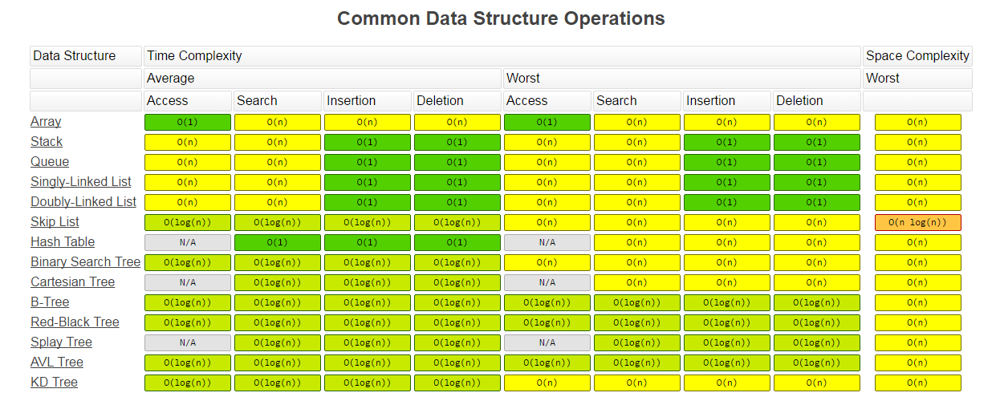 Common Data Structure Operations
Data Structure Time Complexity Space Complexity
Average Worst Worst
Access Search Insertion Deletion Access Search Insertion Deletion
Array O(1) O(n) O(n) O(n) O(1) O(n) O(n) O(n) O(n)
Stack O(n) O(n) O(1) O(1) O(n) O(n) O(1) O(1) O(n)
Queue O(n) O(n) O(1) O(1) O(n) O(n) O(1) O(1) O(n)
Singly-Linked List O(n) O(n) O(1) O(1) O(n) O(n) O(1) O(1) O(n)
Doubly-Linked List O(n) O(n) O(1) O(1) O(n) O(n) O(1) O(1) O(n)
Skip List O(log(n)) O(log(n)) O(log(n)) O(log(n)) O(n) O(n) O(n) O(n) O(n log(n))
Hash Table N/A O(1) O(1) O(1) N/A O(n) O(n) O(n) O(n)
Binary Search Tree O(log(n)) O(log(n)) O(log(n)) O(log(n)) O(n) O(n) O(n) O(n) O(n)
Cartesian Tree N/A O(log(n)) O(log(n)) O(log(n)) N/A O(n) O(n) O(n) O(n)
B-Tree O(log(n)) O(log(n)) O(log(n)) O(log(n)) O(log(n)) O(log(n)) O(log(n)) O(log(n)) O(n)
Red-Black Tree O(log(n)) O(log(n)) O(log(n)) O(log(n)) O(log(n)) O(log(n)) O(log(n)) O(log(n)) O(n)
Splay Tree N/A O(log(n)) O(log(n)) O(log(n)) N/A O(log(n)) O(log(n)) O(log(n)) O(n)
AVL Tree O(log(n)) O(log(n)) O(log(n)) O(log(n)) O(log(n)) O(log(n)) O(log(n)) O(log(n)) O(n)
KD Tree O(log(n)) O(log(n)) O(log(n)) O(log(n)) O(n) O(n) O(n) O(n) O(n)